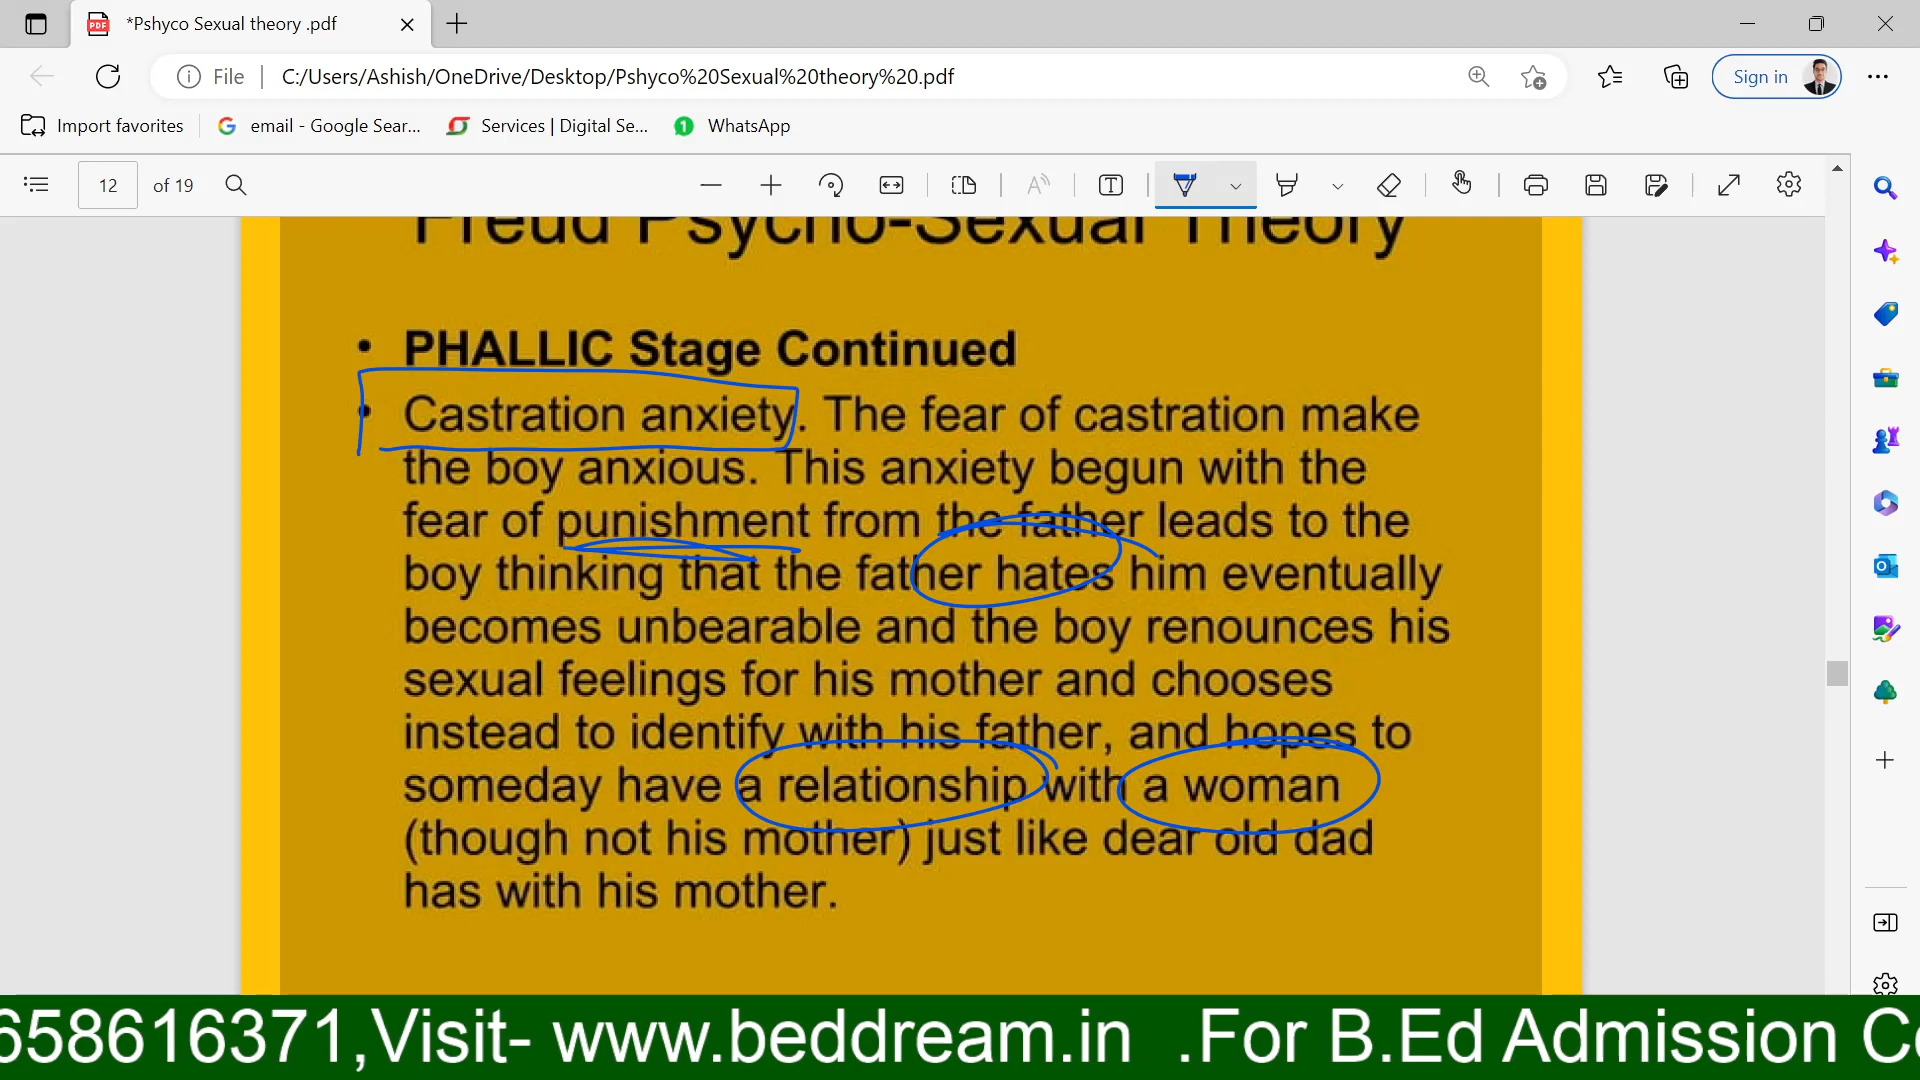 *Pshyco Sexual theory .pdf
File
C:/Users/Ashish/OneDrive/Desktop/Pshyco%20Sexual%20theory%20.pdf
Sign in
Import favorites
email - Google Sear...
Services | Digital Se...
WhatsApp
12
of 19
Freud Psycho-Sexual Theory
• PHALLIC Stage Continued
• Castration anxiety. The fear of castration make
the boy anxious. This anxiety begun with the
fear of punishment from the father leads to the
boy thinking that the father hates him eventually
becomes unbearable and the boy renounces his
sexual feelings for his mother and chooses
instead to identify with his father, and hopes to
someday have a relationship with a woman
(though not his mother) just like dear old dad
has with his mother.
658616371,Visit- www.beddream.in .For B.Ed Admission